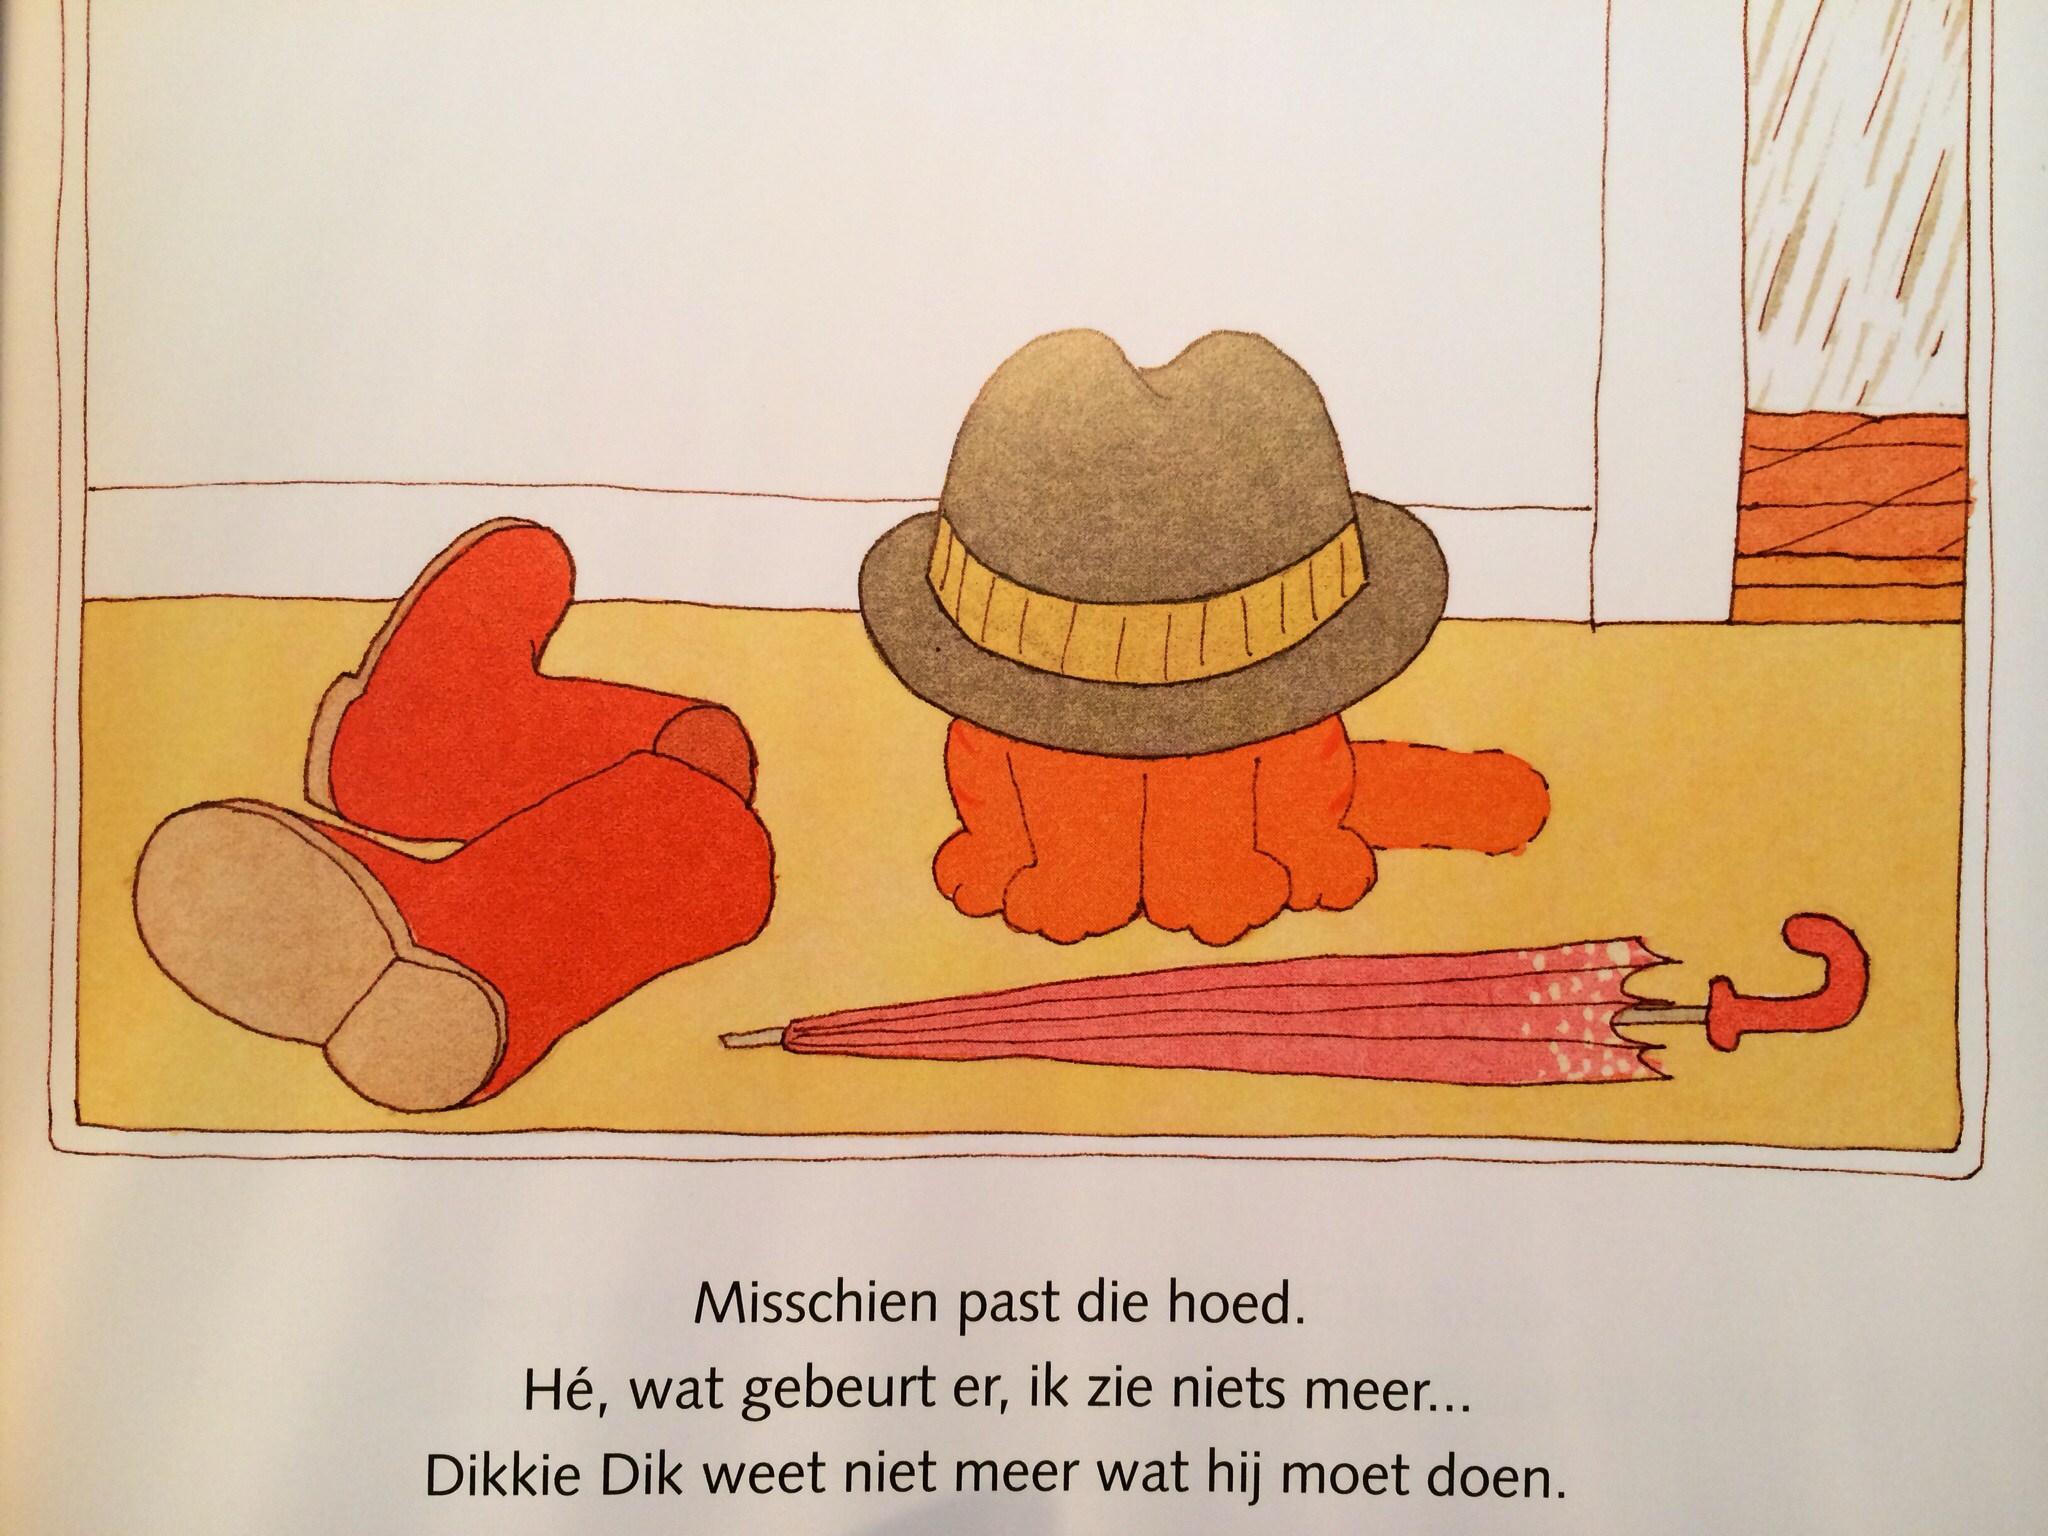 Misschien past die hoed.
Hé, wat gebeurt er, ik zie niets meer...
Dikkie Dik weet niet meer wat hij moet doen.